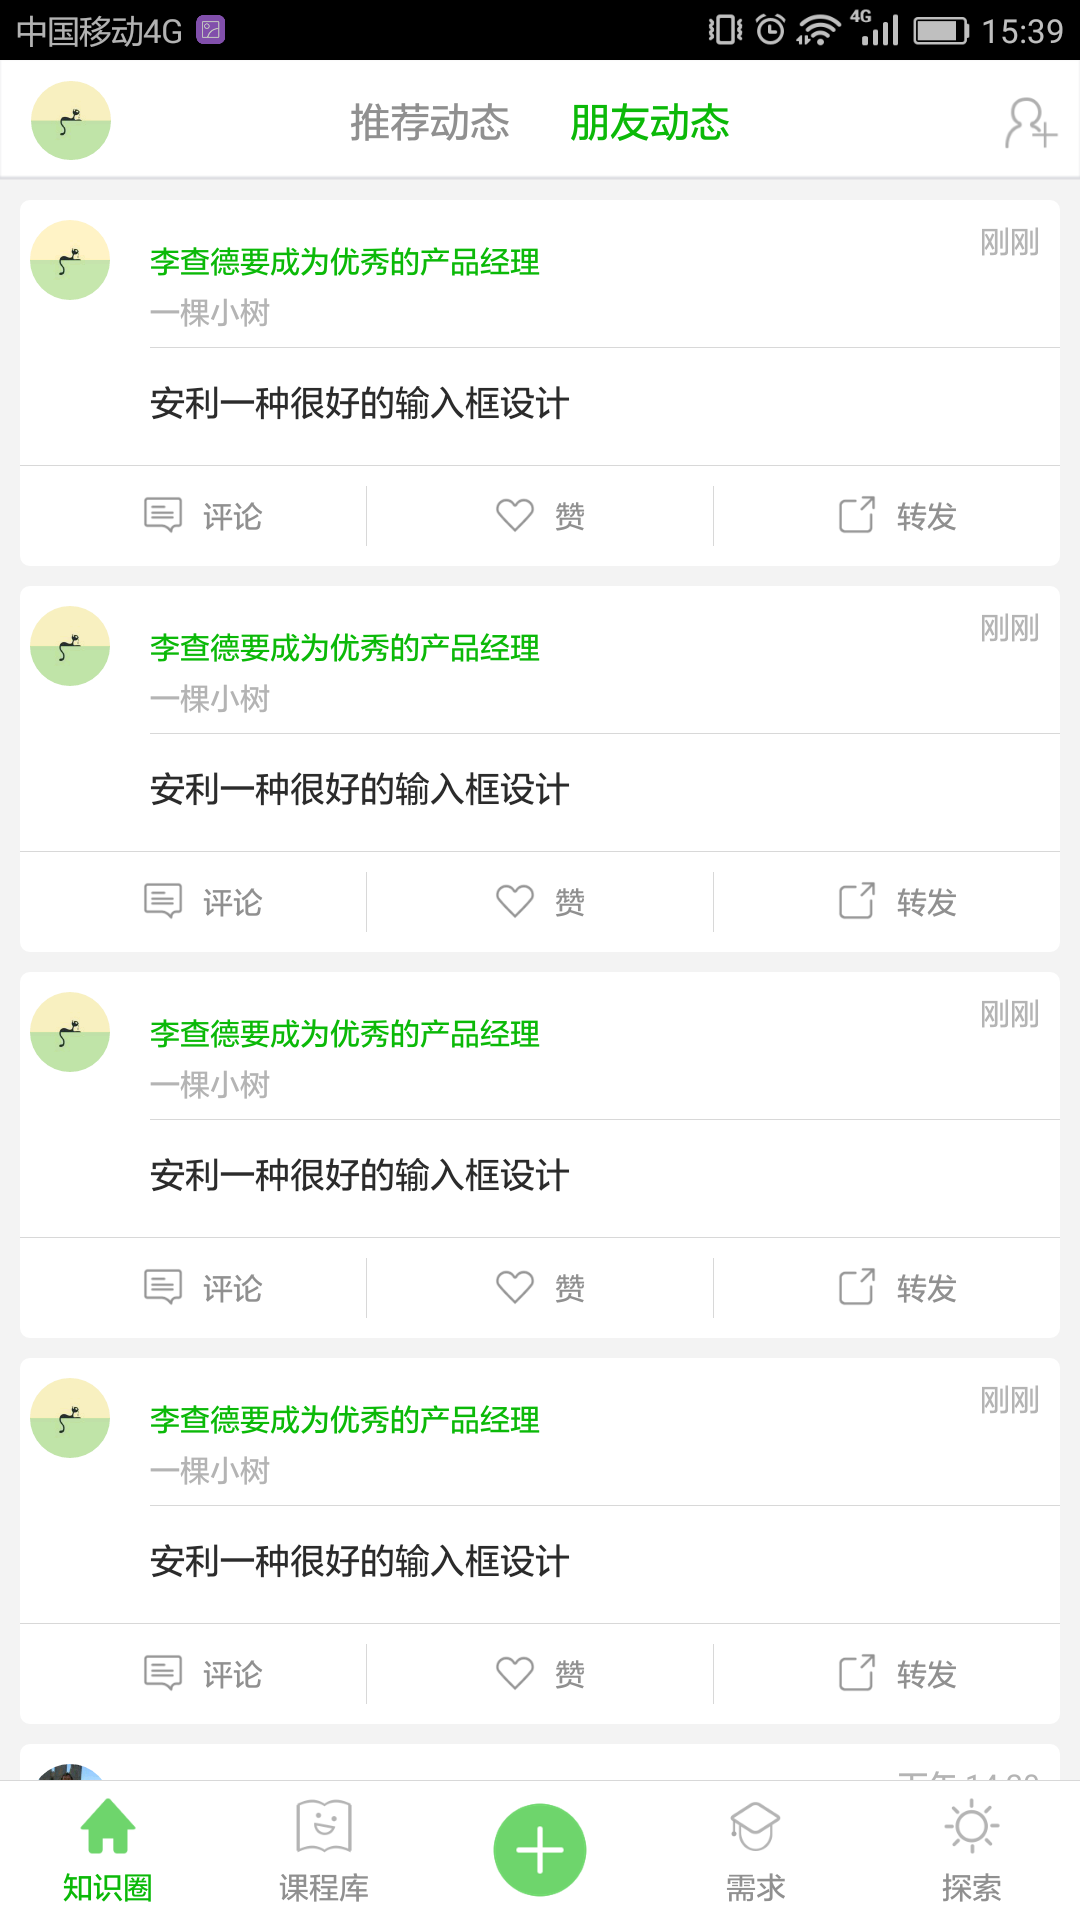 中国移动4G 4G 15:39
推荐动态 朋友动态
李查德要成为优秀的产品经理 刚刚
一棵小树
安利一种很好的输入框设计
评论 赞 转发
李查德要成为优秀的产品经理 刚刚
一棵小树
安利一种很好的输入框设计
评论 赞 转发
李查德要成为优秀的产品经理 刚刚
一棵小树
安利一种很好的输入框设计
评论 赞 转发
李查德要成为优秀的产品经理 刚刚
一棵小树
安利一种很好的输入框设计
评论 赞 转发
知识圈 课程库 需求 探索